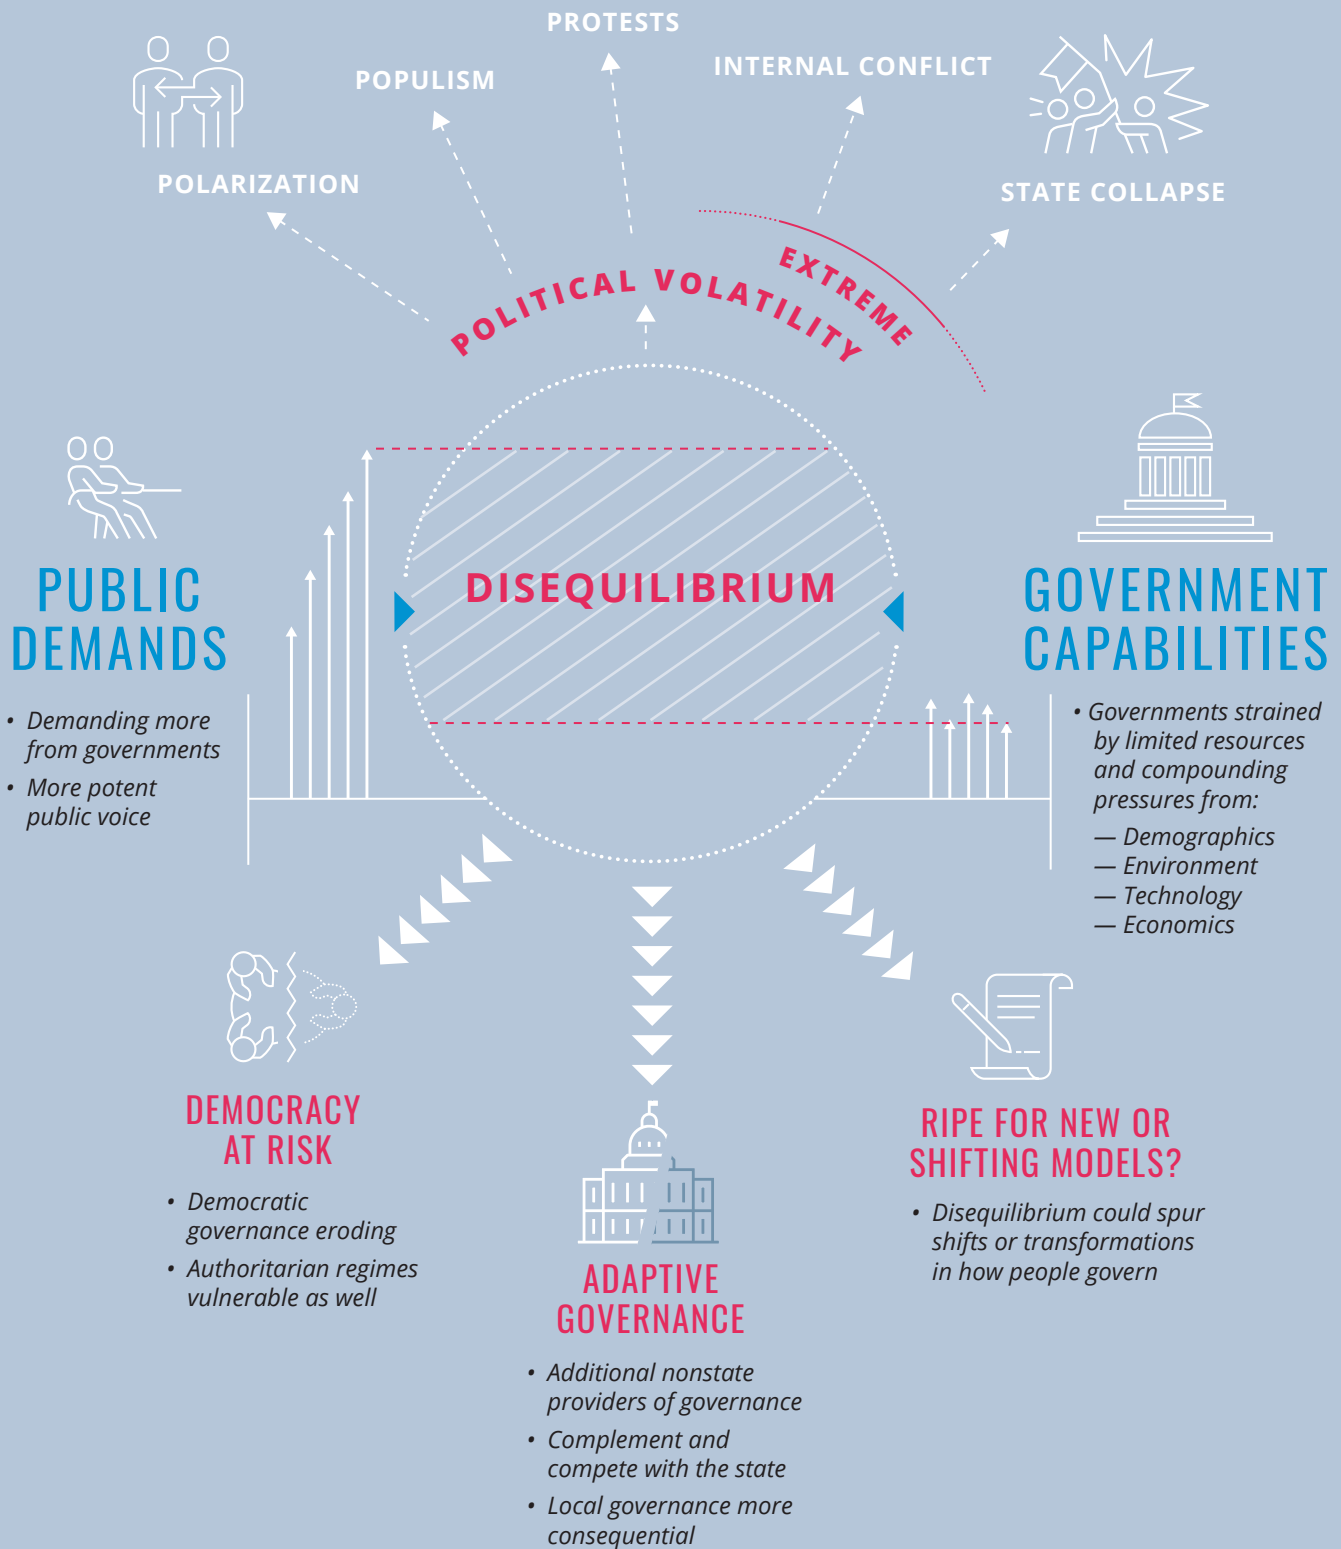 PROTESTS
POPULISM
INTERNAL CONFLICT
POLARIZATION
STATE COLLAPSE
POLITICAL VOLATILITY
EXTREME
DISEQUILIBRIUM
PUBLIC
DEMANDS
• Demanding more
from governments
• More potent
public voice
GOVERNMENT
CAPABILITIES
• Governments strained
by limited resources
and compounding
pressures from:
— Demographics
— Environment
— Technology
— Economics
DEMOCRACY
AT RISK
• Democratic
governance eroding
• Authoritarian regimes
vulnerable as well
ADAPTIVE
GOVERNANCE
• Additional nonstate
providers of governance
• Complement and
compete with the state
• Local governance more
consequential
RIPE FOR NEW OR
SHIFTING MODELS?
• Disequilibrium could spur
shifts or transformations
in how people govern